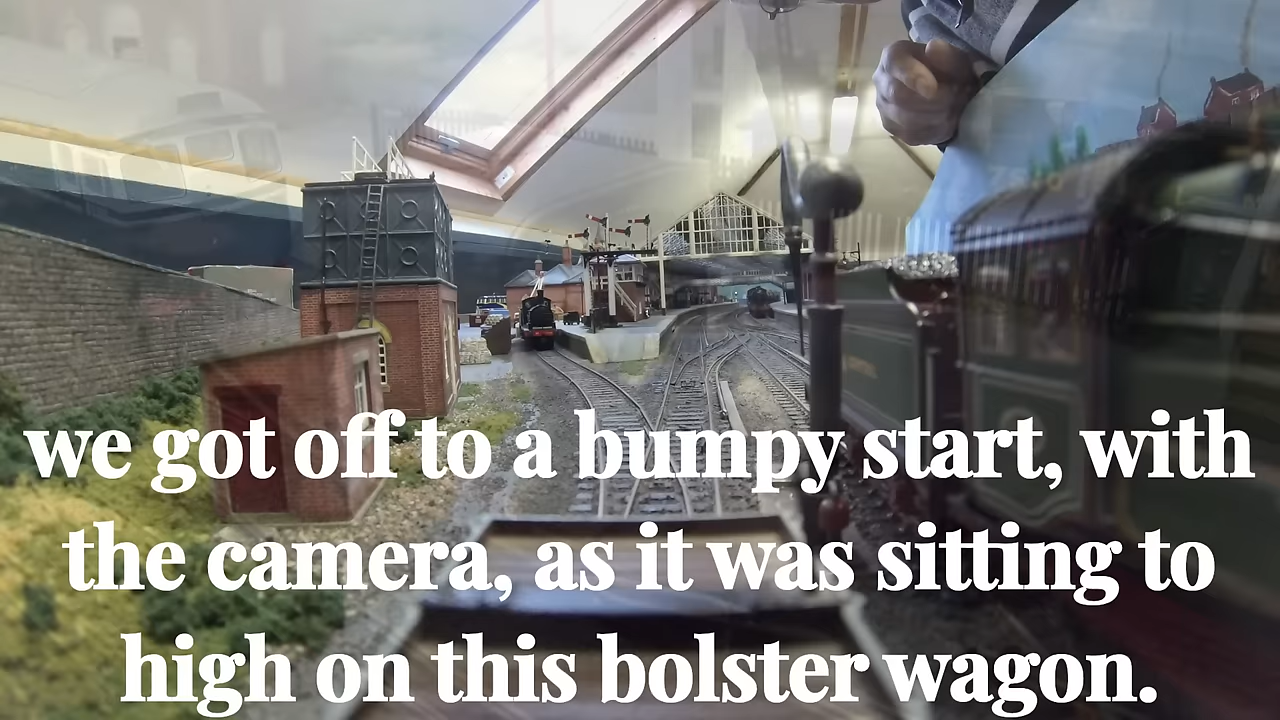 we got off to a bumpy start, with
the camera, as it was sitting to
high on this bolster wagon.